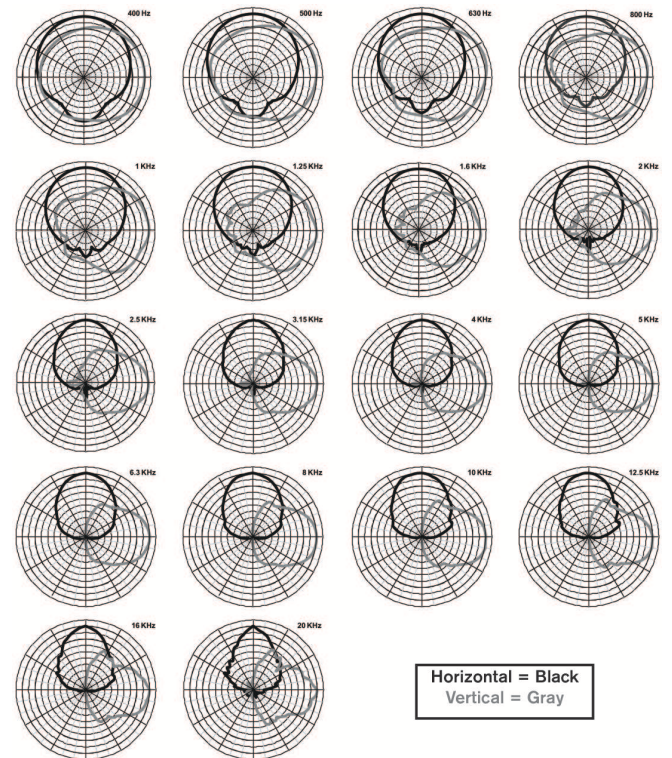 400 Hz
500 Hz
630 Hz
800 Hz
1 KHz
1.25 KHz
1.6 KHz
2 KHz
2.5 KHz
3.15 KHz
4 KHz
5 KHz
6.3 KHz
8 KHz
10 KHz
12.5 KHz
16 KHz
20 KHz
Horizontal = Black
Vertical = Gray